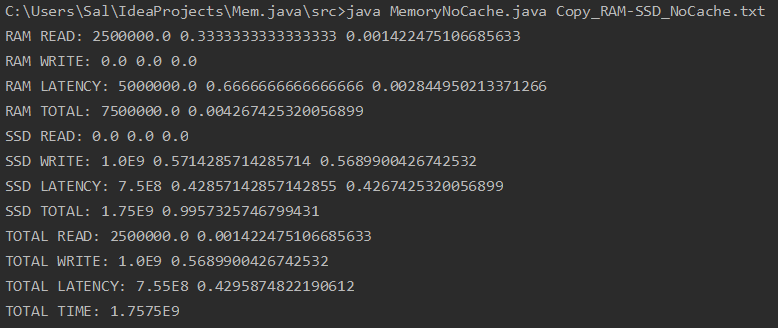 C:\Users\Sal\IdeaProjects\Mem.java\src>java MemoryNoCache.java Copy_RAM-SSD_NoCache.txt
RAM READ: 2500000.0 0.3333333333333333 0.001422475106685633
RAM WRITE: 0.0 0.0 0.0
RAM LATENCY: 5000000.0 0.6666666666666666 0.002844950213371266
RAM TOTAL: 7500000.0 0.004267425320056899
SSD READ: 0.0 0.0 0.0
SSD WRITE: 1.0E9 0.5714285714285714 0.5689900426742532
SSD LATENCY: 7.5E8 0.42857142857142855 0.4267425320056899
SSD TOTAL: 1.75E9 0.9957325746799431
TOTAL READ: 2500000.0 0.001422475106685633
TOTAL WRITE: 1.0E9 0.5689900426742532
TOTAL LATENCY: 7.55E8 0.4295874822190612
TOTAL TIME: 1.7575E9